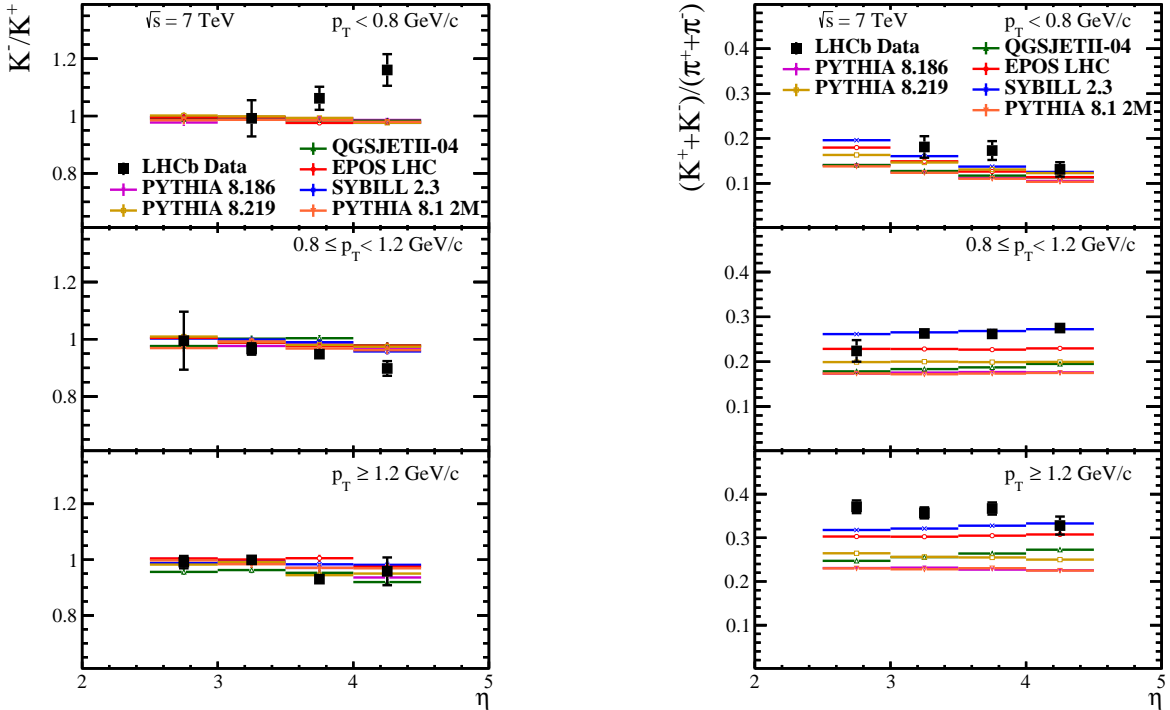 K⁻/K⁺
√s = 7 TeV
p_T < 0.8 GeV/c
1.2
1
0.8
LHCb Data
PYTHIA 8.186
PYTHIA 8.219
QGSJETII-04
EPOS LHC
SYBILL 2.3
PYTHIA 8.1 2M
0.8 ≤ p_T < 1.2 GeV/c
1.2
1
0.8
p_T ≥ 1.2 GeV/c
1.2
1
0.8
2 3 4 5
η
(K⁺+K⁻)/(π⁺+π⁻)
√s = 7 TeV
p_T < 0.8 GeV/c
LHCb Data
PYTHIA 8.186
PYTHIA 8.219
QGSJETII-04
EPOS LHC
SYBILL 2.3
PYTHIA 8.1 2M
0.4
0.3
0.2
0.1
0.8 ≤ p_T < 1.2 GeV/c
0.4
0.3
0.2
0.1
p_T ≥ 1.2 GeV/c
0.4
0.3
0.2
0.1
2 3 4 5
η